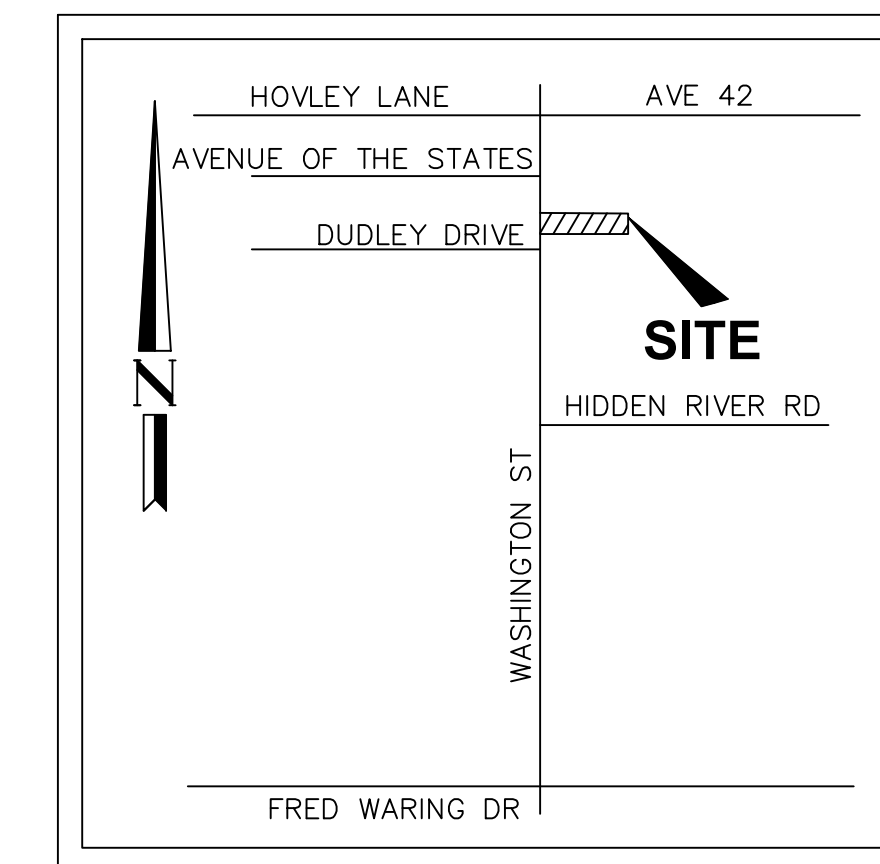 HOVLEY LANE
AVE 42
AVENUE OF THE STATES
DUDLEY DRIVE
SITE
N
HIDDEN RIVER RD
WASHINGTON ST
FRED WARING DR